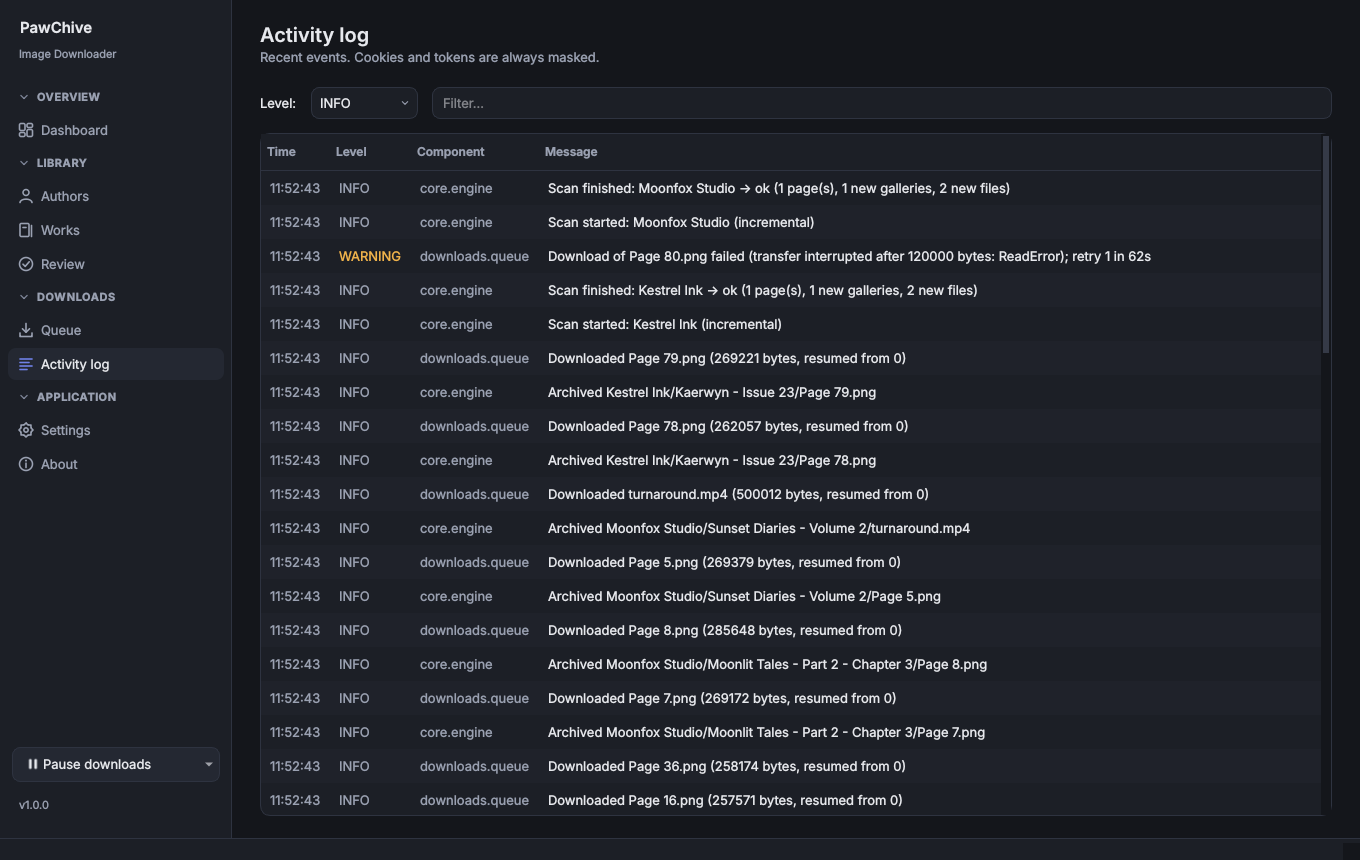 PawChive
Image Downloader
OVERVIEW
Dashboard
LIBRARY
Authors
Works
Review
DOWNLOADS
Queue
Activity log
APPLICATION
Settings
About
Pause downloads
v1.0.0
Activity log
Recent events. Cookies and tokens are always masked.
Level: INFO Filter...
Time Level Component Message
11:52:43 INFO core.engine Scan finished: Moonfox Studio → ok (1 page(s), 1 new galleries, 2 new files)
11:52:43 INFO core.engine Scan started: Moonfox Studio (incremental)
11:52:43 WARNING downloads.queue Download of Page 80.png failed (transfer interrupted after 120000 bytes: ReadError); retry 1 in 62s
11:52:43 INFO core.engine Scan finished: Kestrel Ink → ok (1 page(s), 1 new galleries, 2 new files)
11:52:43 INFO core.engine Scan started: Kestrel Ink (incremental)
11:52:43 INFO downloads.queue Downloaded Page 79.png (269221 bytes, resumed from 0)
11:52:43 INFO core.engine Archived Kestrel Ink/Kaerwyn - Issue 23/Page 79.png
11:52:43 INFO downloads.queue Downloaded Page 78.png (262057 bytes, resumed from 0)
11:52:43 INFO core.engine Archived Kestrel Ink/Kaerwyn - Issue 23/Page 78.png
11:52:43 INFO downloads.queue Downloaded turnaround.mp4 (500012 bytes, resumed from 0)
11:52:43 INFO core.engine Archived Moonfox Studio/Sunset Diaries - Volume 2/turnaround.mp4
11:52:43 INFO downloads.queue Downloaded Page 5.png (269379 bytes, resumed from 0)
11:52:43 INFO core.engine Archived Moonfox Studio/Sunset Diaries - Volume 2/Page 5.png
11:52:43 INFO downloads.queue Downloaded Page 8.png (285648 bytes, resumed from 0)
11:52:43 INFO core.engine Archived Moonfox Studio/Moonlit Tales - Part 2 - Chapter 3/Page 8.png
11:52:43 INFO downloads.queue Downloaded Page 7.png (269172 bytes, resumed from 0)
11:52:43 INFO core.engine Archived Moonfox Studio/Moonlit Tales - Part 2 - Chapter 3/Page 7.png
11:52:43 INFO downloads.queue Downloaded Page 36.png (258174 bytes, resumed from 0)
11:52:43 INFO downloads.queue Downloaded Page 16.png (257571 bytes, resumed from 0)